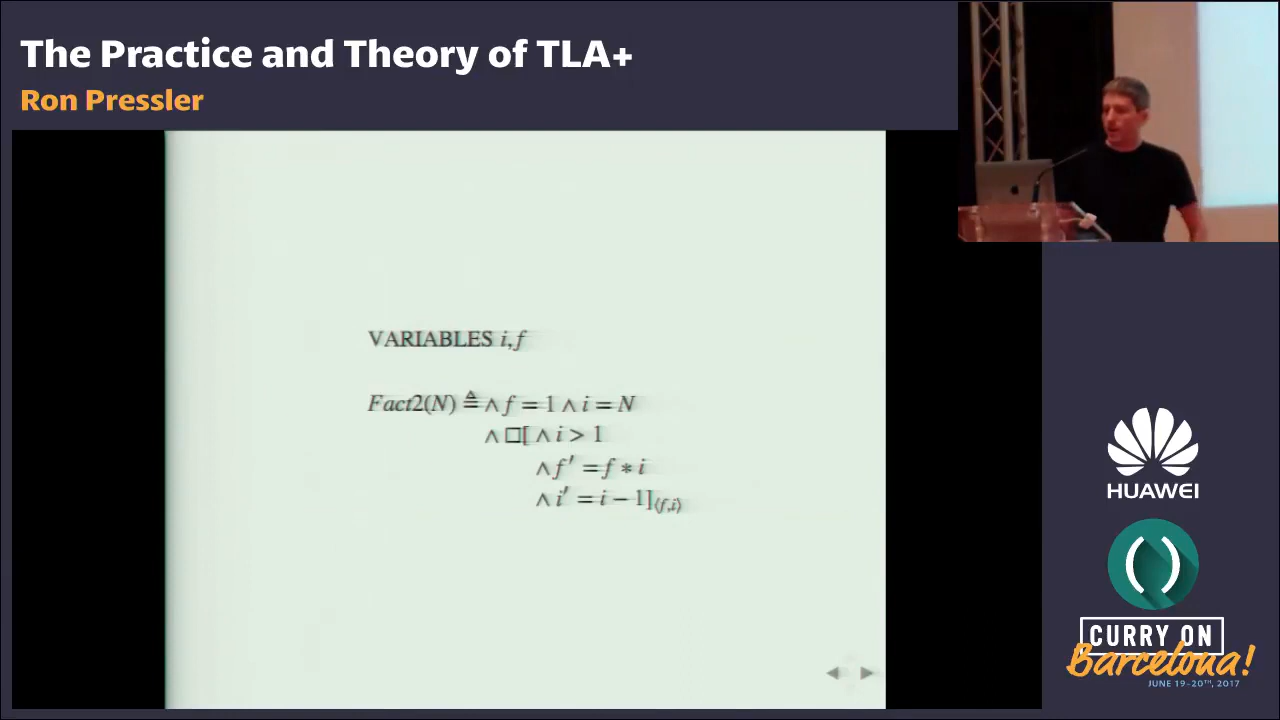 The Practice and Theory of TLA+
Ron Pressler
VARIABLES i, f
Fact2(N) ≜ ∧ f = 1 ∧ i = N
∧ □[ ∧ i > 1
∧ f′ = f ∗ i
∧ i′ = i − 1]⟨f,i⟩
HUAWEI
CURRY ON
Barcelona!
JUNE 19-20TH, 2017